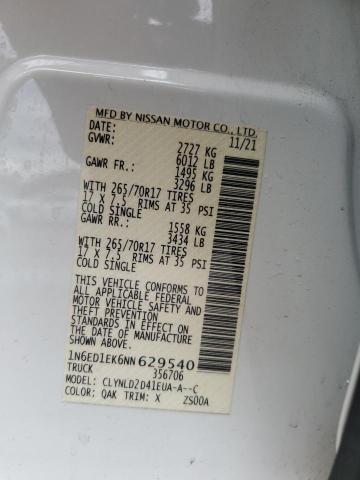 MFD BY NISSAN MOTOR CO., LTD.
DATE: 11/21
GVWR: 2727 KG
6012 LB
GAWR FR.: 1495 KG
3296 LB
WITH 265/70R17 TIRES
17 X 7.5 RIMS AT 35 PSI
COLD SINGLE
GAWR RR.: 1558 KG
3434 LB
WITH 265/70R17 TIRES
17 X 7.5 RIMS AT 35 PSI
COLD SINGLE
THIS VEHICLE CONFORMS TO
ALL APPLICABLE FEDERAL
MOTOR VEHICLE SAFETY AND
THEFT PREVENTION
STANDARDS IN EFFECT ON
THE DATE OF MANUFACTURE
SHOWN ABOVE.
1N6ED1EK6NN629540
TRUCK 356706
MODEL: CLYNLD2D41EUA-A--C
COLOR: QAK TRIM: X ZS00A